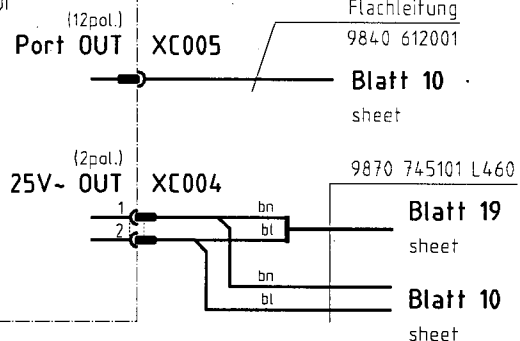 Flachleitung
(12pol.)
Port OUT XC005
9840 612001
Blatt 10
sheet
(2pol.)
9870 745101 L460
25V~ OUT XC004
1 bn
Blatt 19
2 bl
sheet
bn
bl
Blatt 10
sheet